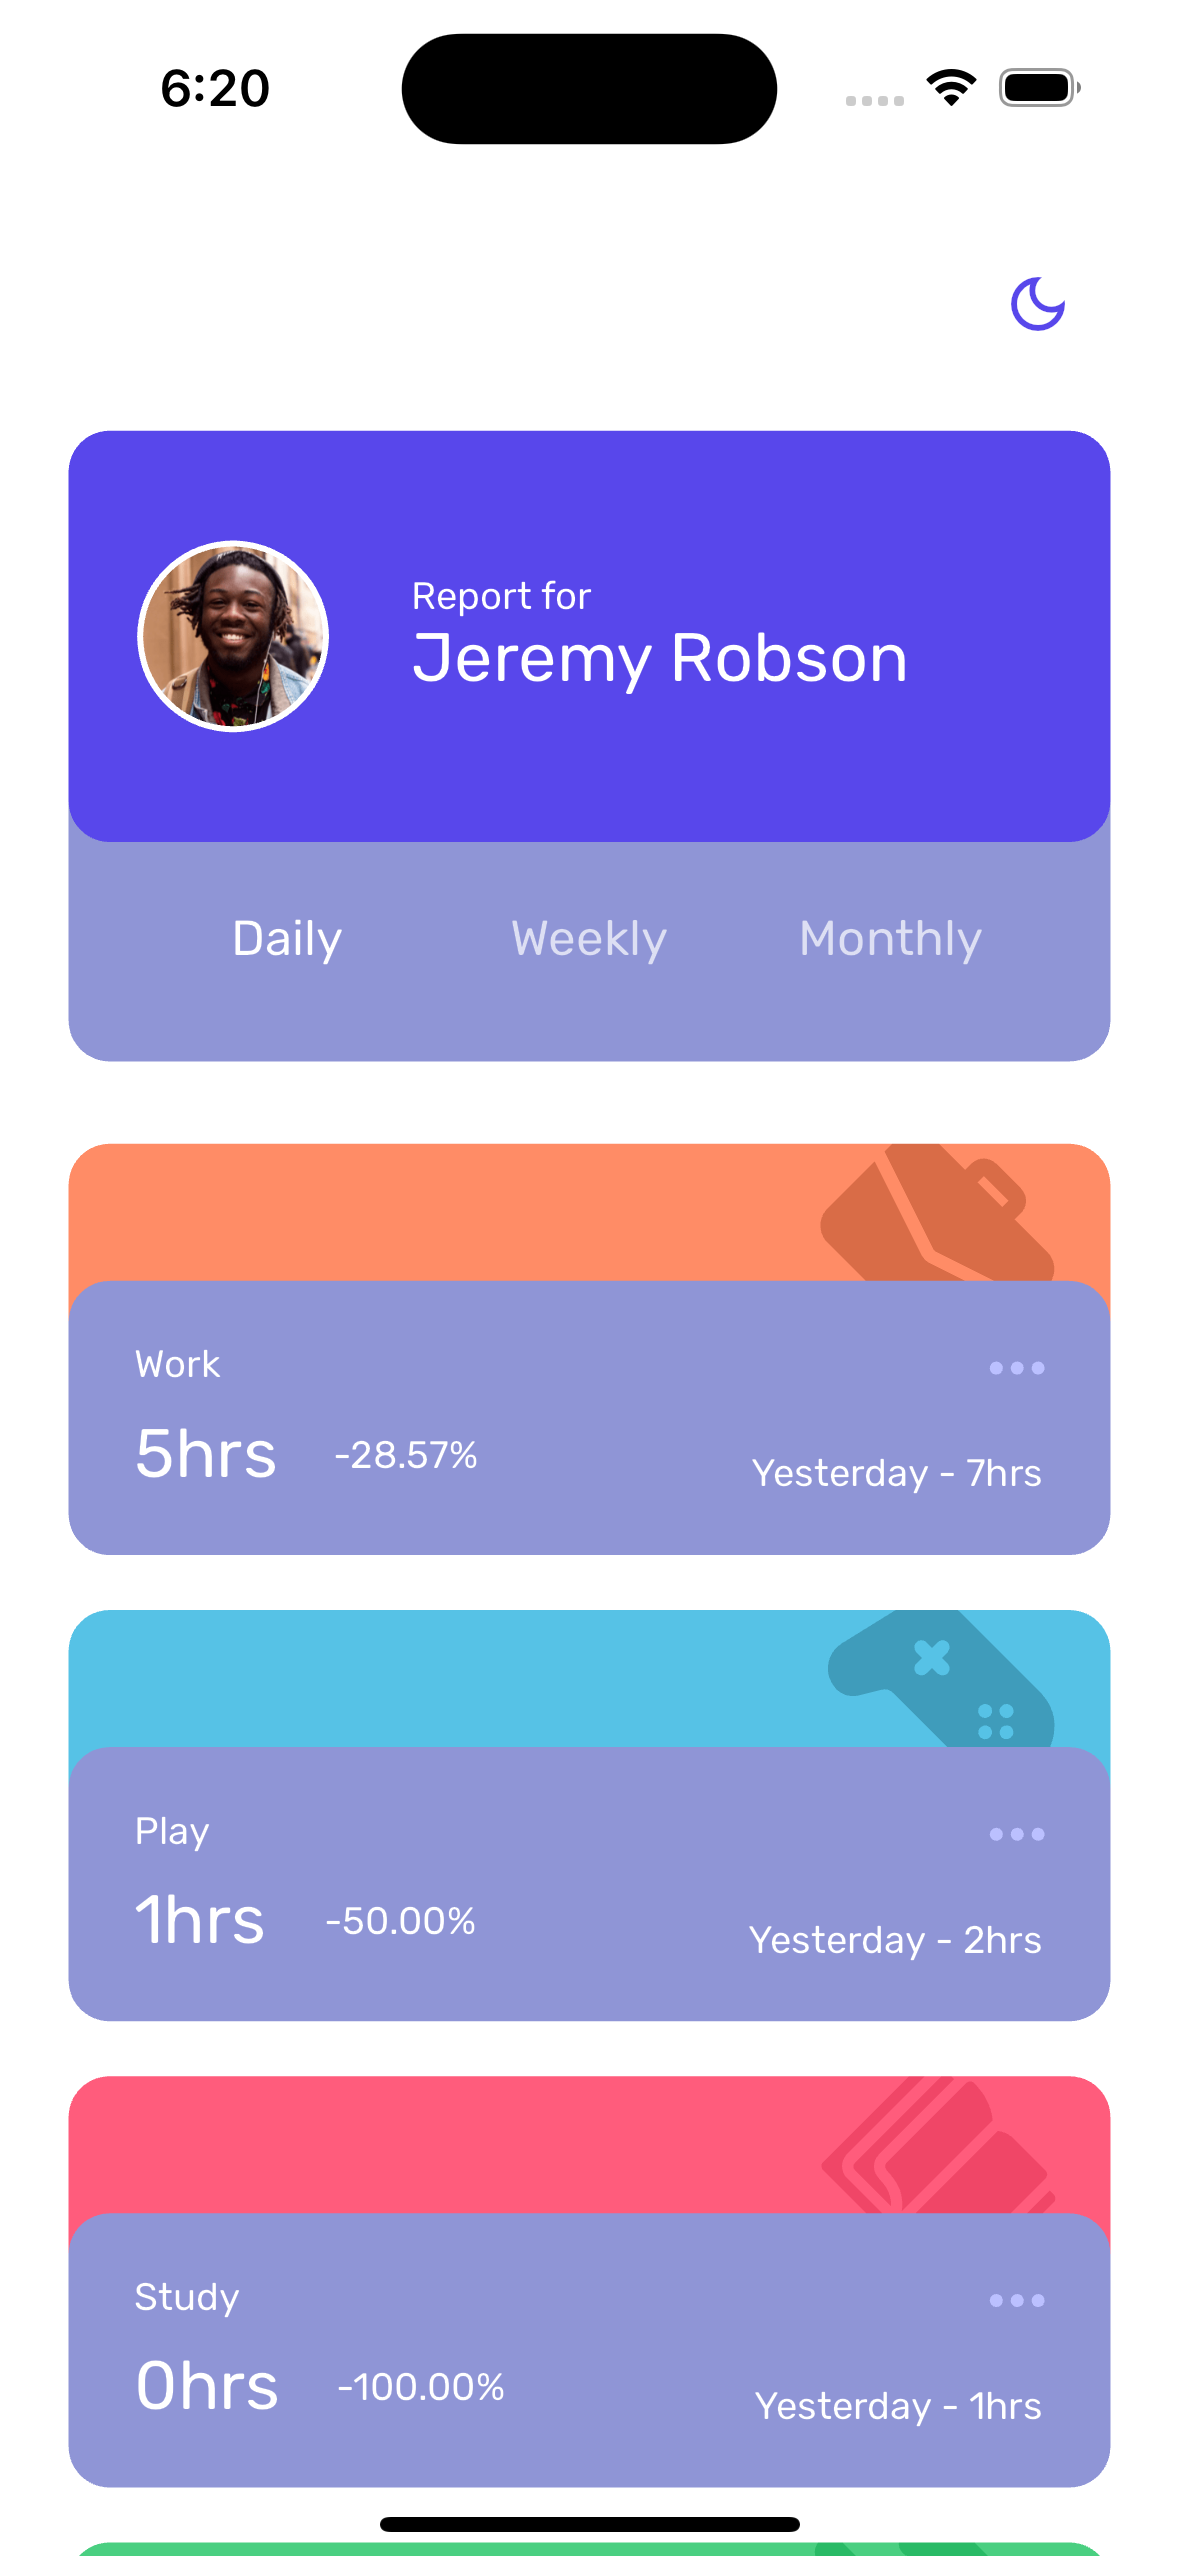 6:20
Report for
Jeremy Robson
Daily Weekly Monthly
Work
5hrs -28.57% Yesterday - 7hrs
Play
1hrs -50.00% Yesterday - 2hrs
Study
0hrs -100.00% Yesterday - 1hrs